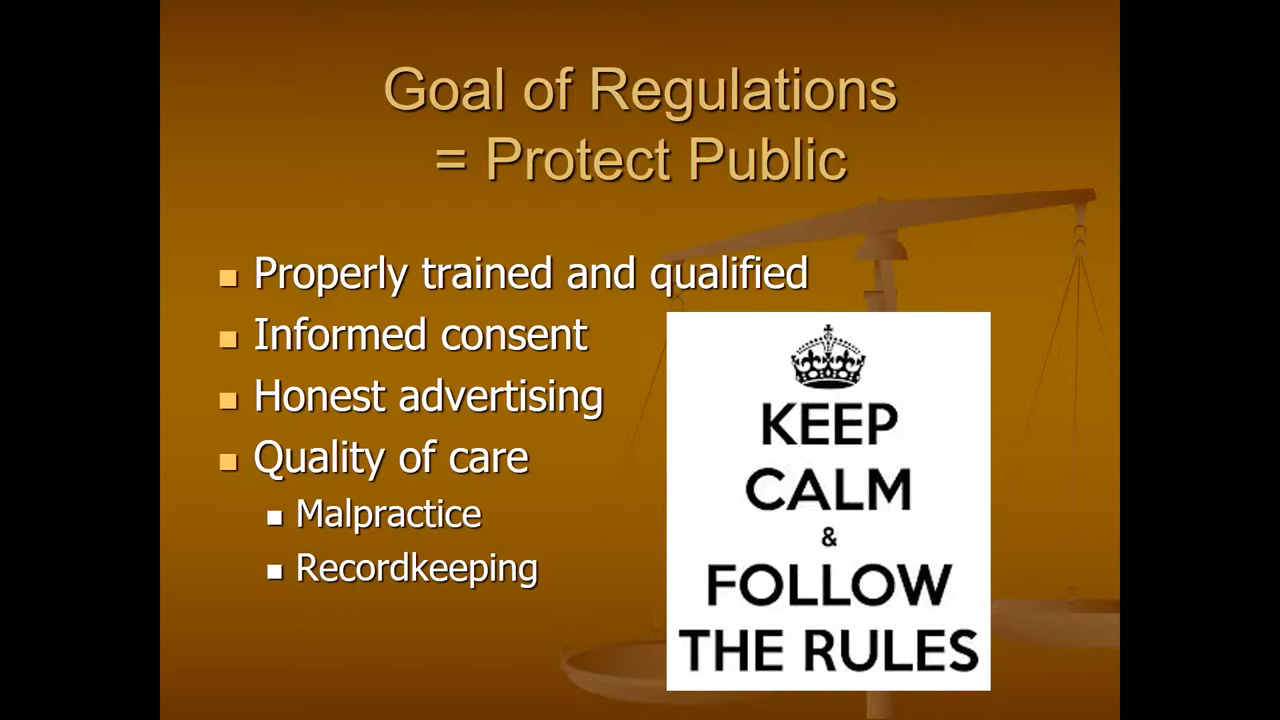 Goal of Regulations
= Protect Public
Properly trained and qualified
Informed consent
Honest advertising
Quality of care
Malpractice
Recordkeeping
KEEP
CALM
&
FOLLOW
THE RULES